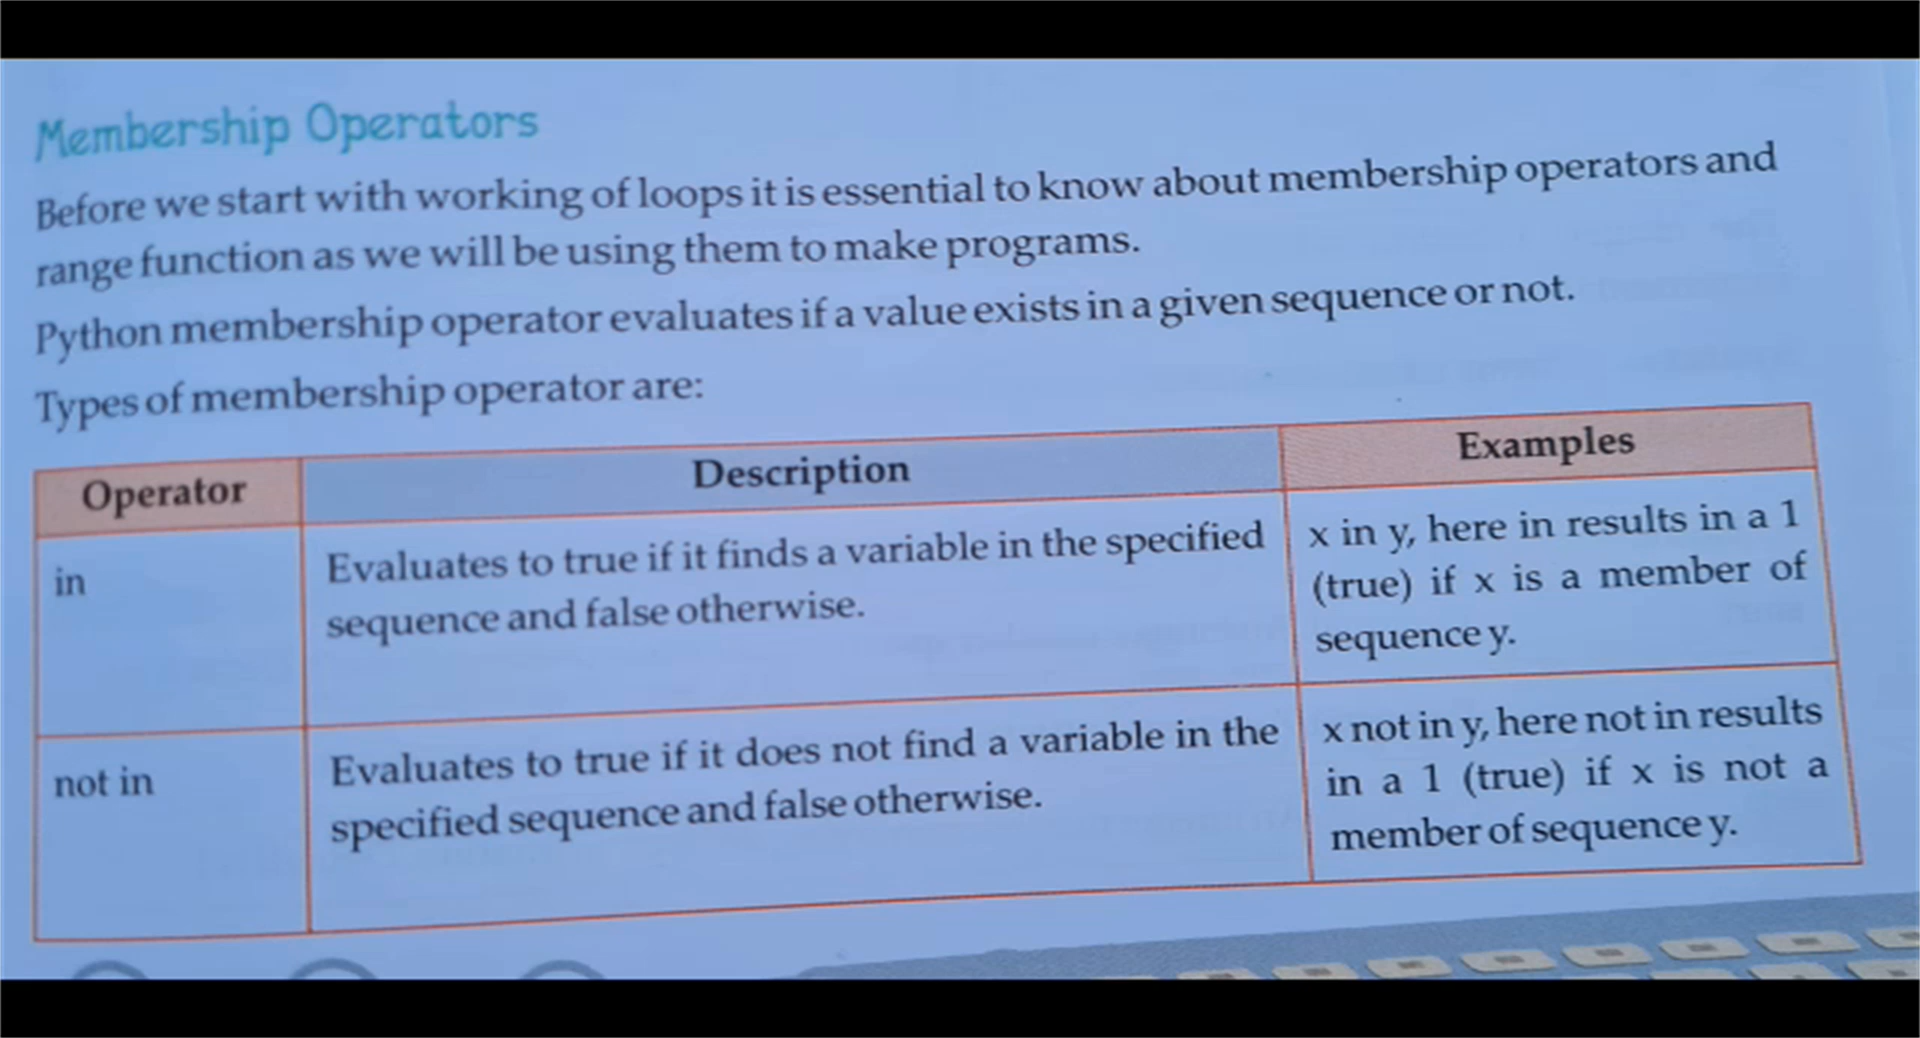 Membership Operators
Before we start with working of loops it is essential to know about membership operators and
range function as we will be using them to make programs.
Python membership operator evaluates if a value exists in a given sequence or not.
Types of membership operator are:
Operator
Description
Examples
in
Evaluates to true if it finds a variable in the specified
sequence and false otherwise.
x in y, here in results in a 1
(true) if x is a member of
sequence y.
not in
Evaluates to true if it does not find a variable in the
specified sequence and false otherwise.
x not in y, here not in results
in a 1 (true) if x is not a
member of sequence y.